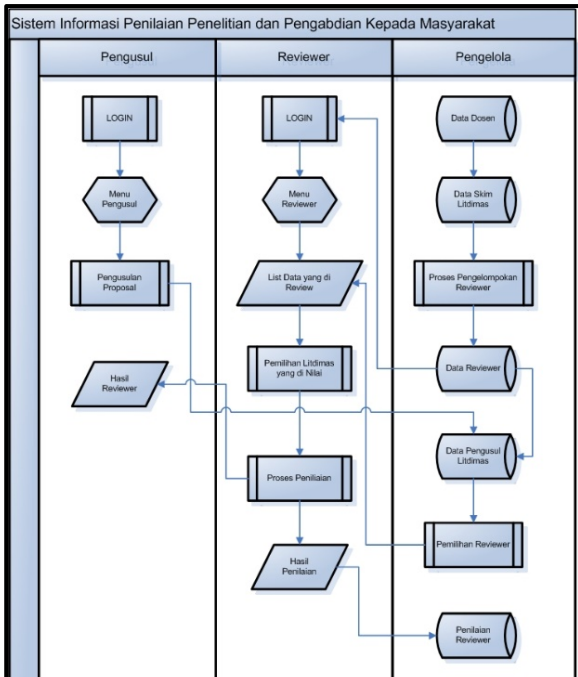 Sistem Informasi Penilaian Penelitian dan Pengabdian Kepada Masyarakat
Pengusul
Reviewer
Pengelola
LOGIN
LOGIN
Data Dosen
Menu
Pengusul
Menu
Reviewer
Data Skim
Litdimas
Pengusulan
Proposal
List Data yang di
Review
Proses Pengelompokan
Reviewer
Hasil
Reviewer
Pemilihan Litdimas
yang di Nilai
Data Reviewer
Data Pengusul
Litdimas
Proses Peniliaian
Pemilihan Reviewer
Hasil
Penilaian
Penilaian
Reviewer